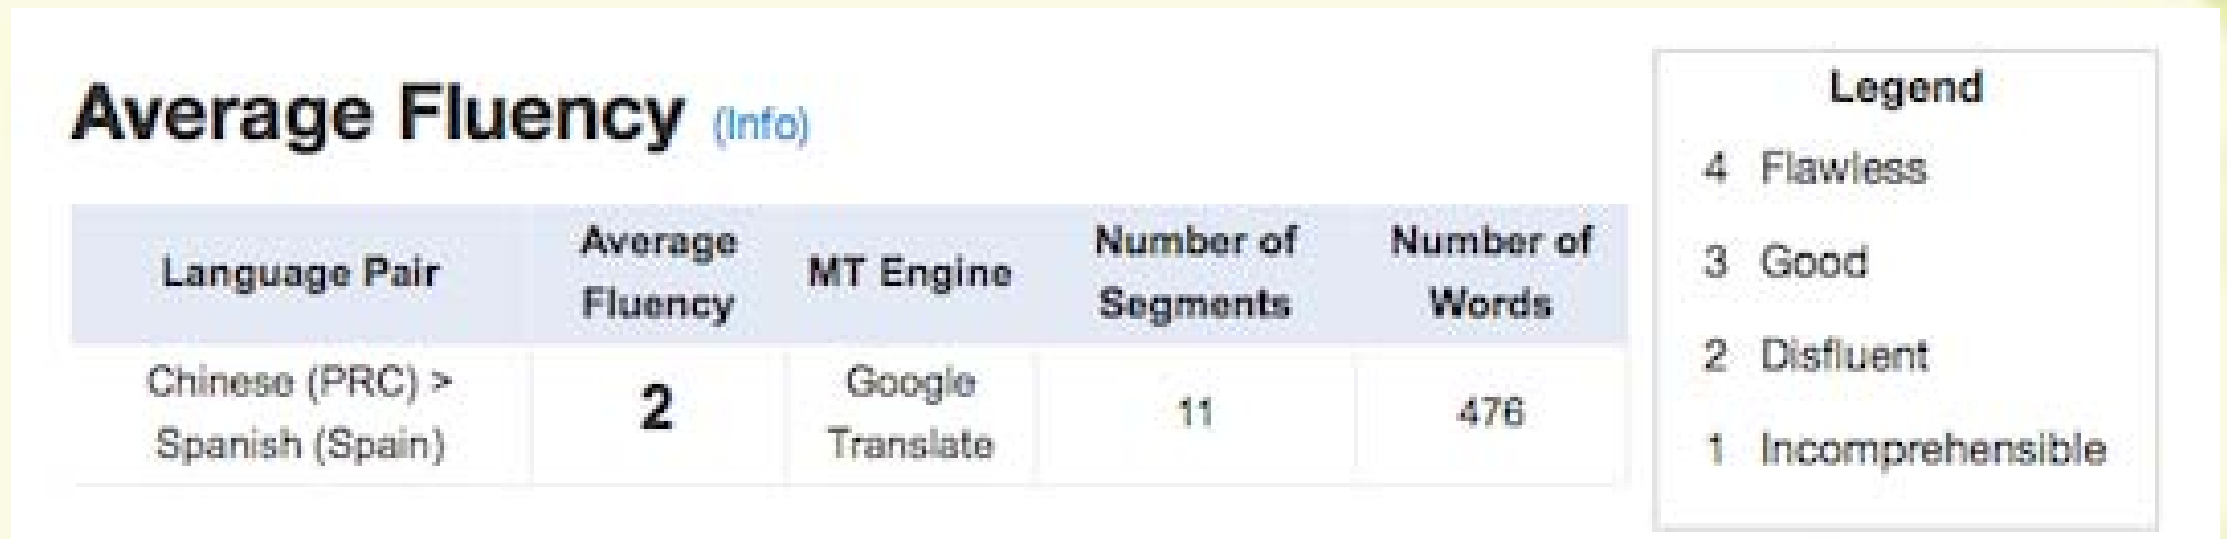 Average Fluency (Info)
Language Pair
Average
Fluency
MT Engine
Number of
Segments
Number of
Words
Chinese (PRC) >
Spanish (Spain)
2
Google
Translate
11
476
Legend
4 Flawless
3 Good
2 Disfluent
1 Incomprehensible